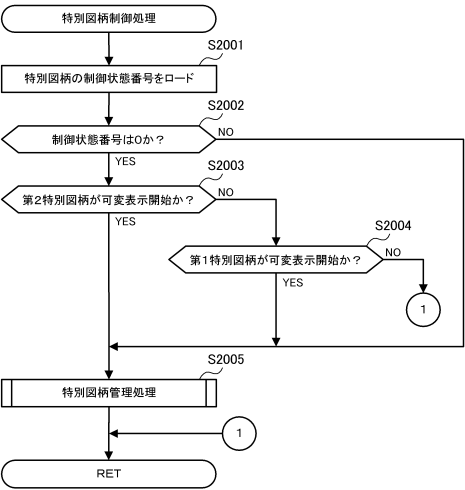 特別図柄制御処理
S2001
特別図柄の制御状態番号をロード
S2002
制御状態番号は0か？
NO
YES
S2003
第2特別図柄が可変表示開始か？
NO
YES
S2004
第1特別図柄が可変表示開始か？
NO
YES
1
S2005
特別図柄管理処理
1
RET